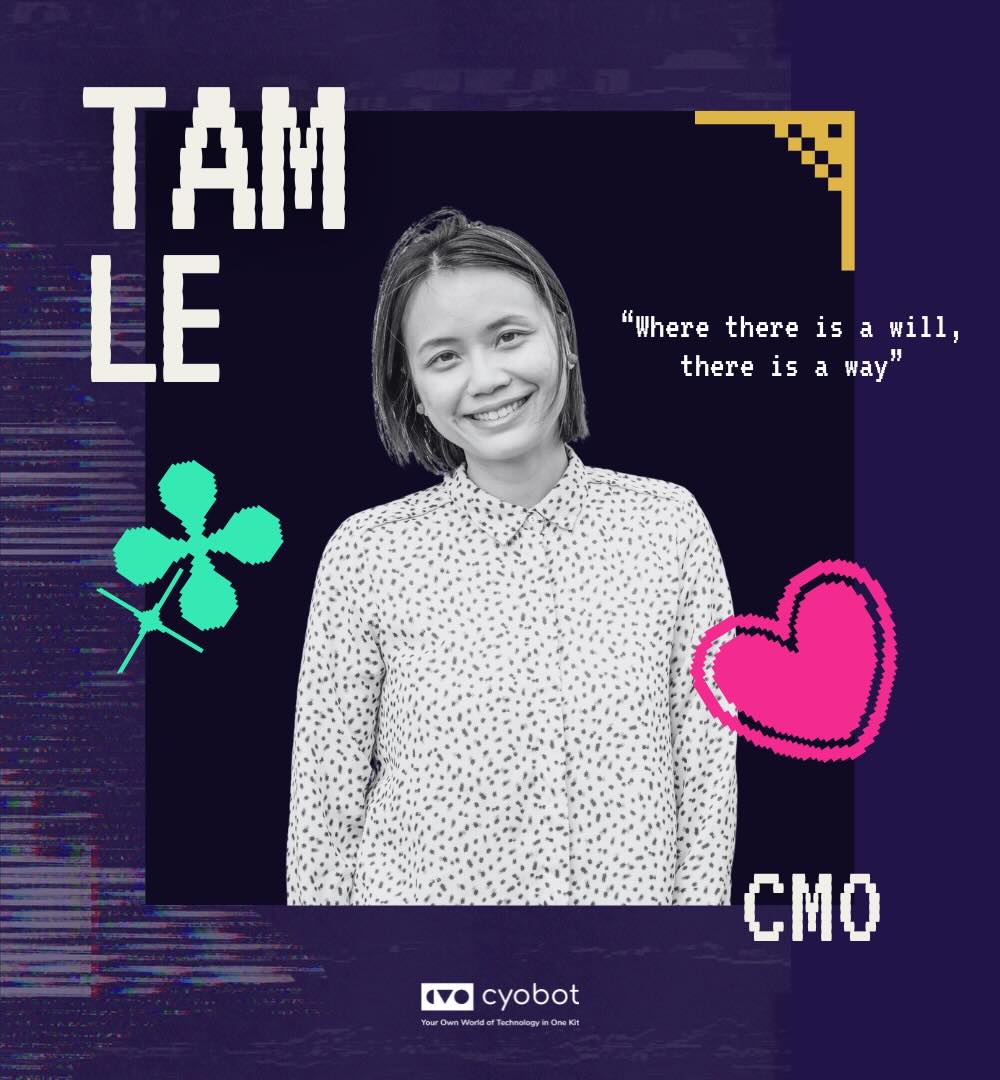 TAM
LE
“Where there is a will,
there is a way”
CMO
cyobot
Your Own World of Technology in One Kit